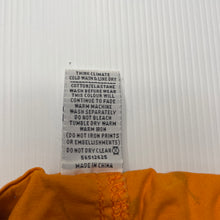 THINK CLIMATE
COLD WASH & LINE DRY
COTTON/ELASTANE
WASH BEFORE WEAR
THIS COLOUR WILL
CONTINUE TO FADE
WARM MACHINE
WASH SEPARATELY
DO NOT BLEACH
TUMBLE DRY WARM
WARM IRON
(DO NOT IRON PRINTS
OR EMBELLISHMENTS)
DO NOT DRY CLEAN
MADE IN CHINA